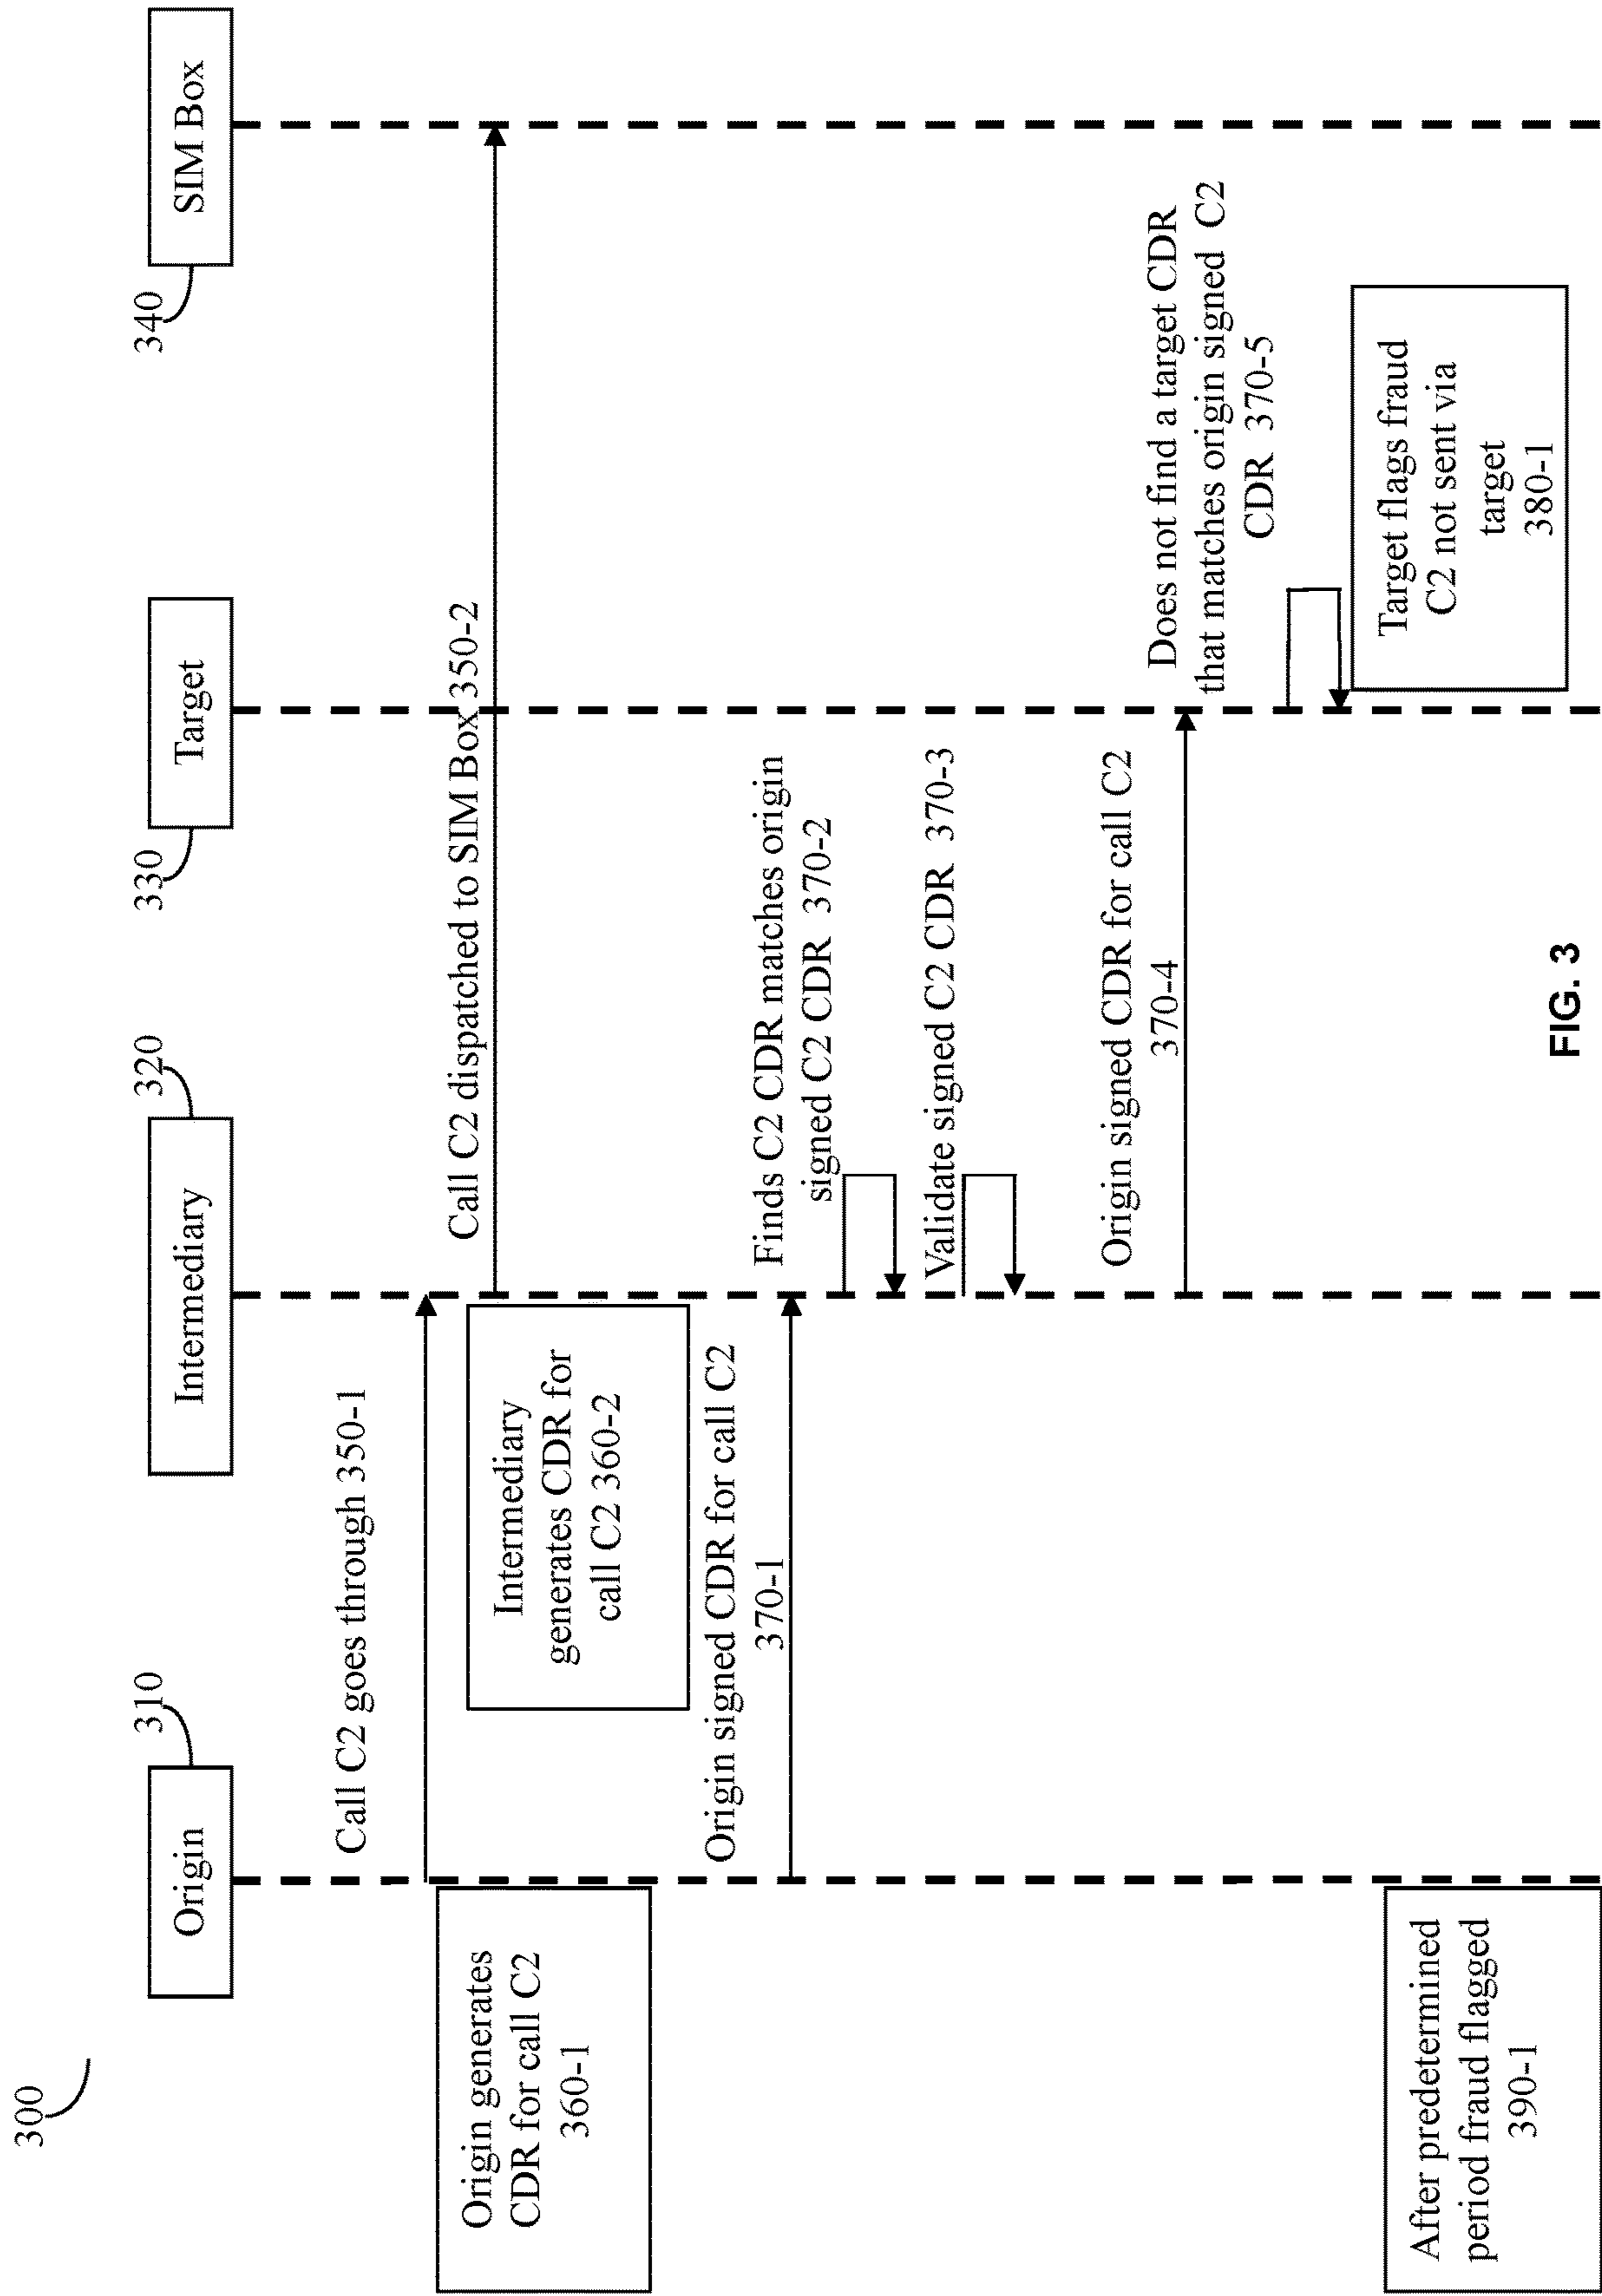 300
Origin
310
Intermediary
320
Target
330
SIM Box
340
Call C2 goes through 350-1
Origin generates
CDR for call C2
360-1
Call C2 dispatched to SIM Box 350-2
Intermediary
generates CDR for
call C2 360-2
Origin signed CDR for call C2
370-1
Finds C2 CDR matches origin
signed C2 CDR 370-2
Validate signed C2 CDR 370-3
Origin signed CDR for call C2
370-4
Does not find a target CDR
that matches origin signed C2
CDR 370-5
Target flags fraud
C2 not sent via
target
380-1
After predetermined
period fraud flagged
390-1
FIG. 3